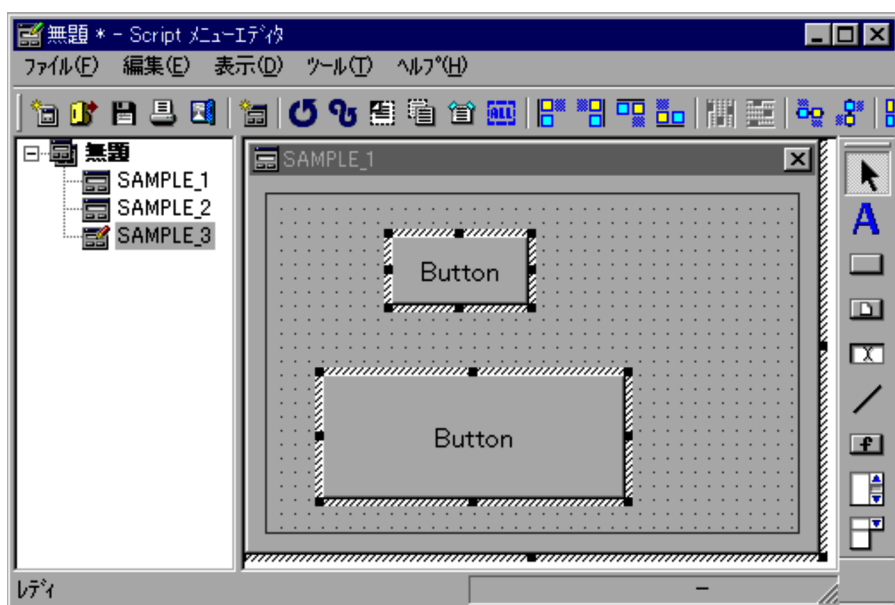 無題 * - Script ﾒﾆｭｰｴﾃﾞｨﾀ
ﾌｧｲﾙ(F) 編集(E) 表示(D) ﾂｰﾙ(T) ﾍﾙﾌﾟ(H)
ALL
無題
SAMPLE_1
SAMPLE_2
SAMPLE_3
SAMPLE_1
Button
Button
A
f
ﾚﾃﾞｨ